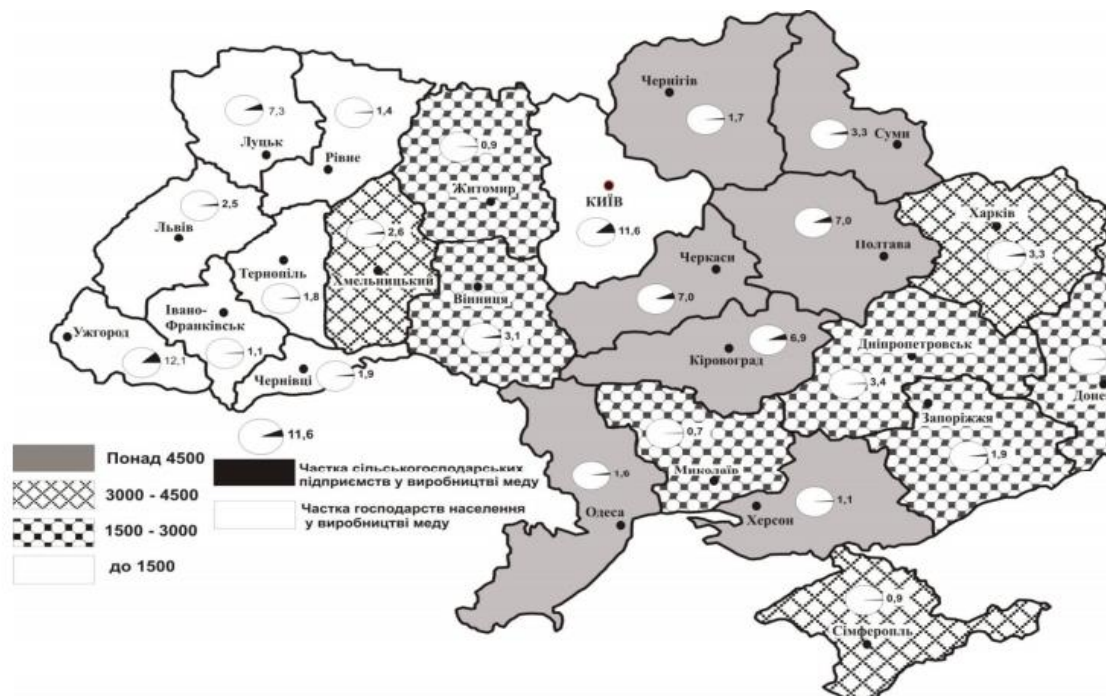 Чернігів
1,7
3,3
Суми
7,3
Луцьк
1,4
Рівне
0,9
Житомир
КИЇВ
11,6
2,5
Львів
7,0
Полтава
Харків
3,3
Тернопіль
1,8
2,6
Хмельницький
Черкаси
7,0
Вінниця
3,1
Івано-
Франківськ
1,1
Ужгород
12,1
Чернівці
1,9
6,9
Кіровоград
Дніпропетровськ
3,4
Запоріжжя
1,9
0,7
Миколаїв
Одеса
Херсон
1,1
0,9
Сімферопль
11,6
Понад 4500
3000 - 4500
1500 - 3000
до 1500
Частка сільськогосподарських
підприємств у виробництві меду
Частка господарств населення
у виробництві меду